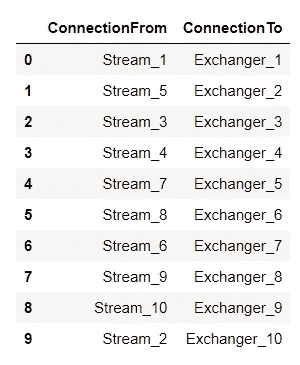 ConnectionFrom ConnectionTo
0 Stream_1 Exchanger_1
1 Stream_5 Exchanger_2
2 Stream_3 Exchanger_3
3 Stream_4 Exchanger_4
4 Stream_7 Exchanger_5
5 Stream_8 Exchanger_6
6 Stream_6 Exchanger_7
7 Stream_9 Exchanger_8
8 Stream_10 Exchanger_9
9 Stream_2 Exchanger_10